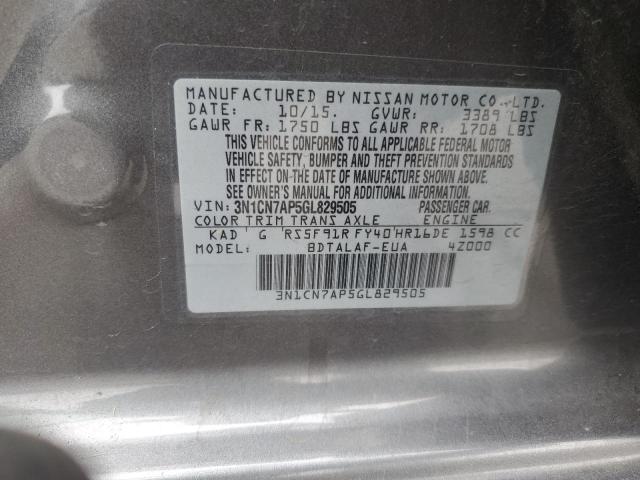 MANUFACTURED BY NISSAN MOTOR CO., LTD.
DATE: 10/15. GVWR: 3389 LBS
GAWR FR: 1750 LBS GAWR RR: 1708 LBS
THIS VEHICLE CONFORMS TO ALL APPLICABLE FEDERAL MOTOR
VEHICLE SAFETY, BUMPER AND THEFT PREVENTION STANDARDS
IN EFFECT ON-THE DATE OF MANUFACTURE SHOWN ABOVE.
SEE OWNER'S MANUAL FOR ADDITIONAL INFORMATION.
VIN: 3N1CN7AP5GL829505 PASSENGER CAR.
COLOR TRIM TRANS AXLE ENGINE
KAD G RS5F91R FY40 HR16DE 1598 CC
MODEL: BDTALAF-EUA 4Z000
3N1CN7AP5GL829505